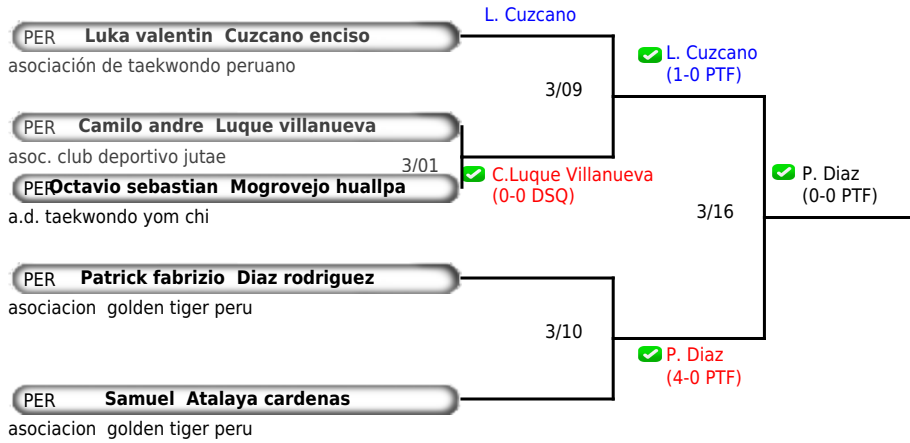 L. Cuzcano
PER Luka valentin Cuzcano enciso
asociación de taekwondo peruano
L. Cuzcano
(1-0 PTF)
3/09
PER Camilo andre Luque villanueva
asoc. club deportivo jutae
3/01
C.Luque Villanueva
(0-0 DSQ)
P. Diaz
(0-0 PTF)
PER Octavio sebastian Mogrovejo huallpa
a.d. taekwondo yom chi
3/16
PER Patrick fabrizio Diaz rodriguez
asociacion golden tiger peru
3/10
P. Diaz
(4-0 PTF)
PER Samuel Atalaya cardenas
asociacion golden tiger peru